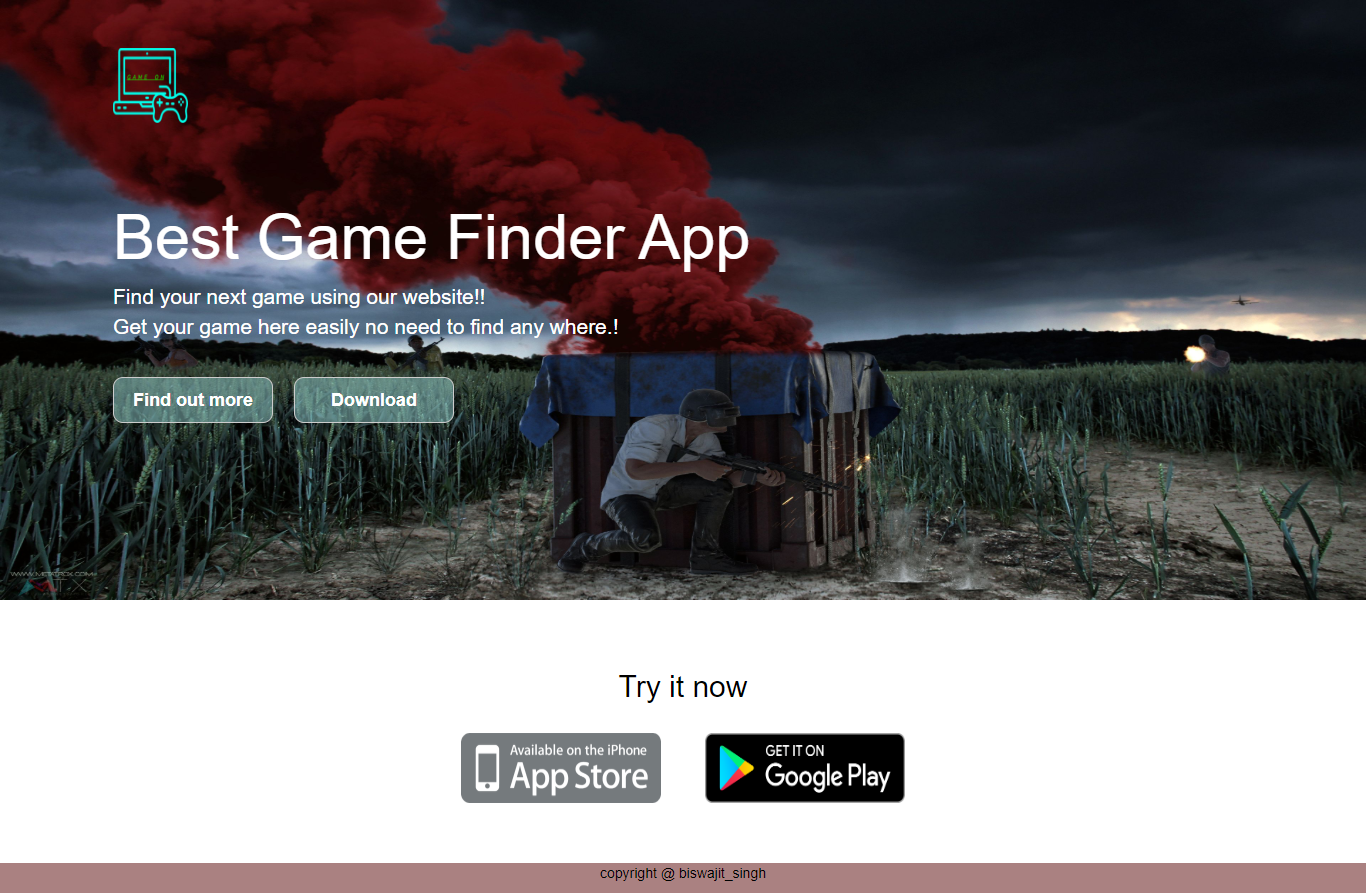 GAME ON
Best Game Finder App
Find your next game using our website!!
Get your game here easily no need to find any where.!
Find out more
Download
Try it now
Available on the iPhone
App Store
GET IT ON
Google Play
copyright @ biswajit_singh